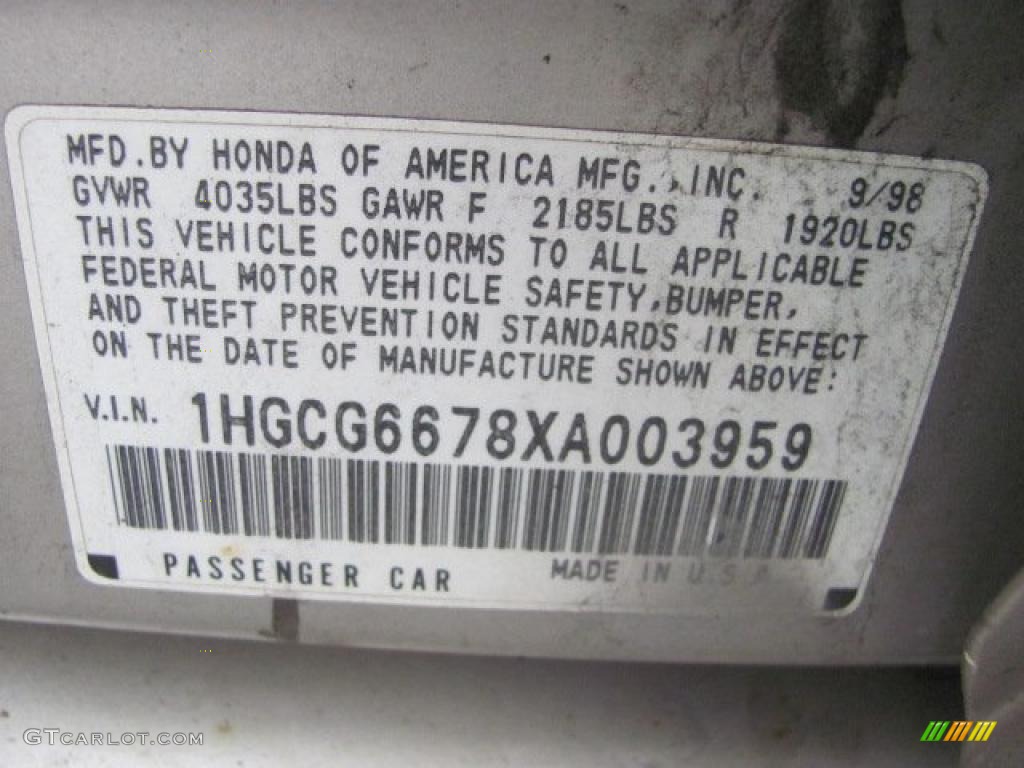 MFD.BY HONDA OF AMERICA MFG.,INC. 9/98
GVWR 4035LBS GAWR F 2185LBS R 1920LBS
THIS VEHICLE CONFORMS TO ALL APPLICABLE
FEDERAL MOTOR VEHICLE SAFETY,BUMPER,
AND THEFT PREVENTION STANDARDS IN EFFECT
ON THE DATE OF MANUFACTURE SHOWN ABOVE:
V.I.N. 1HGCG6678XA003959
PASSENGER CAR MADE IN U.S.A
GTCARLOT.COM